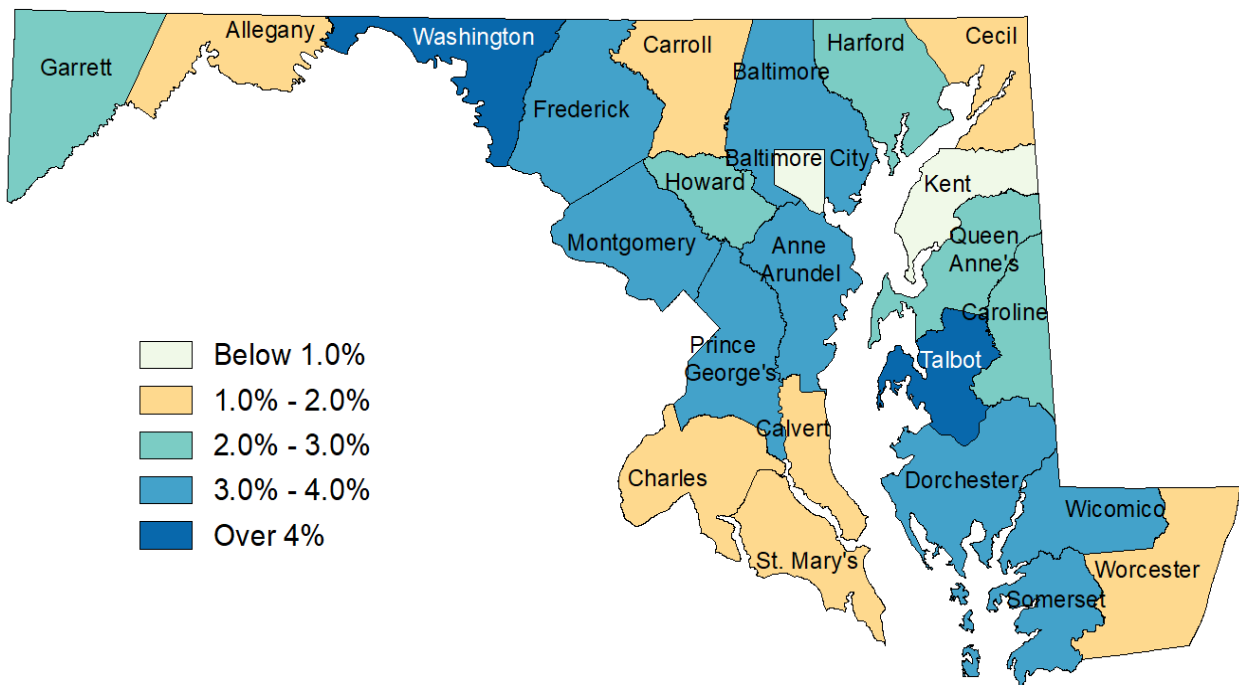 Allegany
Washington
Carroll
Harford
Cecil
Garrett
Baltimore
Frederick
Baltimore City
Howard
Kent
Montgomery
Anne
Arundel
Queen
Anne's
Caroline
Prince
George's
Talbot
Calvert
Charles
Dorchester
Wicomico
St. Mary's
Worcester
Somerset
Below 1.0%
1.0% - 2.0%
2.0% - 3.0%
3.0% - 4.0%
Over 4%